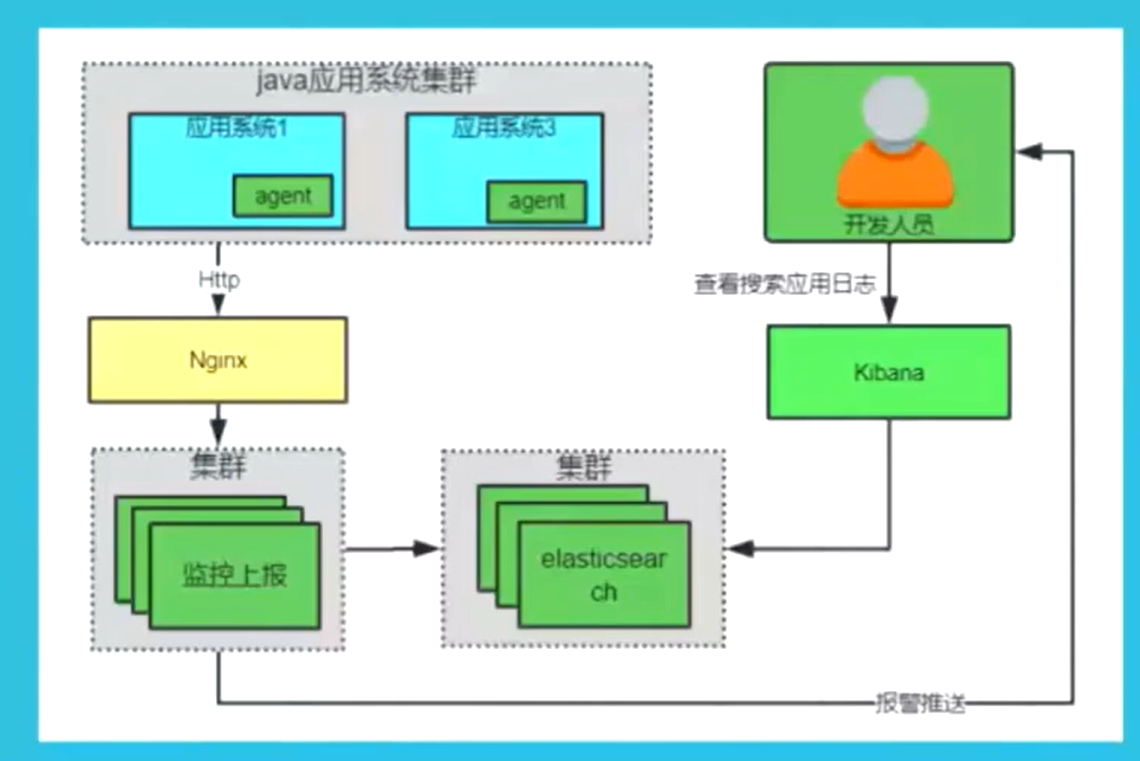 java应用系统集群
应用系统1
应用系统3
agent
agent
开发人员
Http
查看搜索应用日志
Nginx
Kibana
集群
集群
监控上报
elasticsear
ch
报警推送